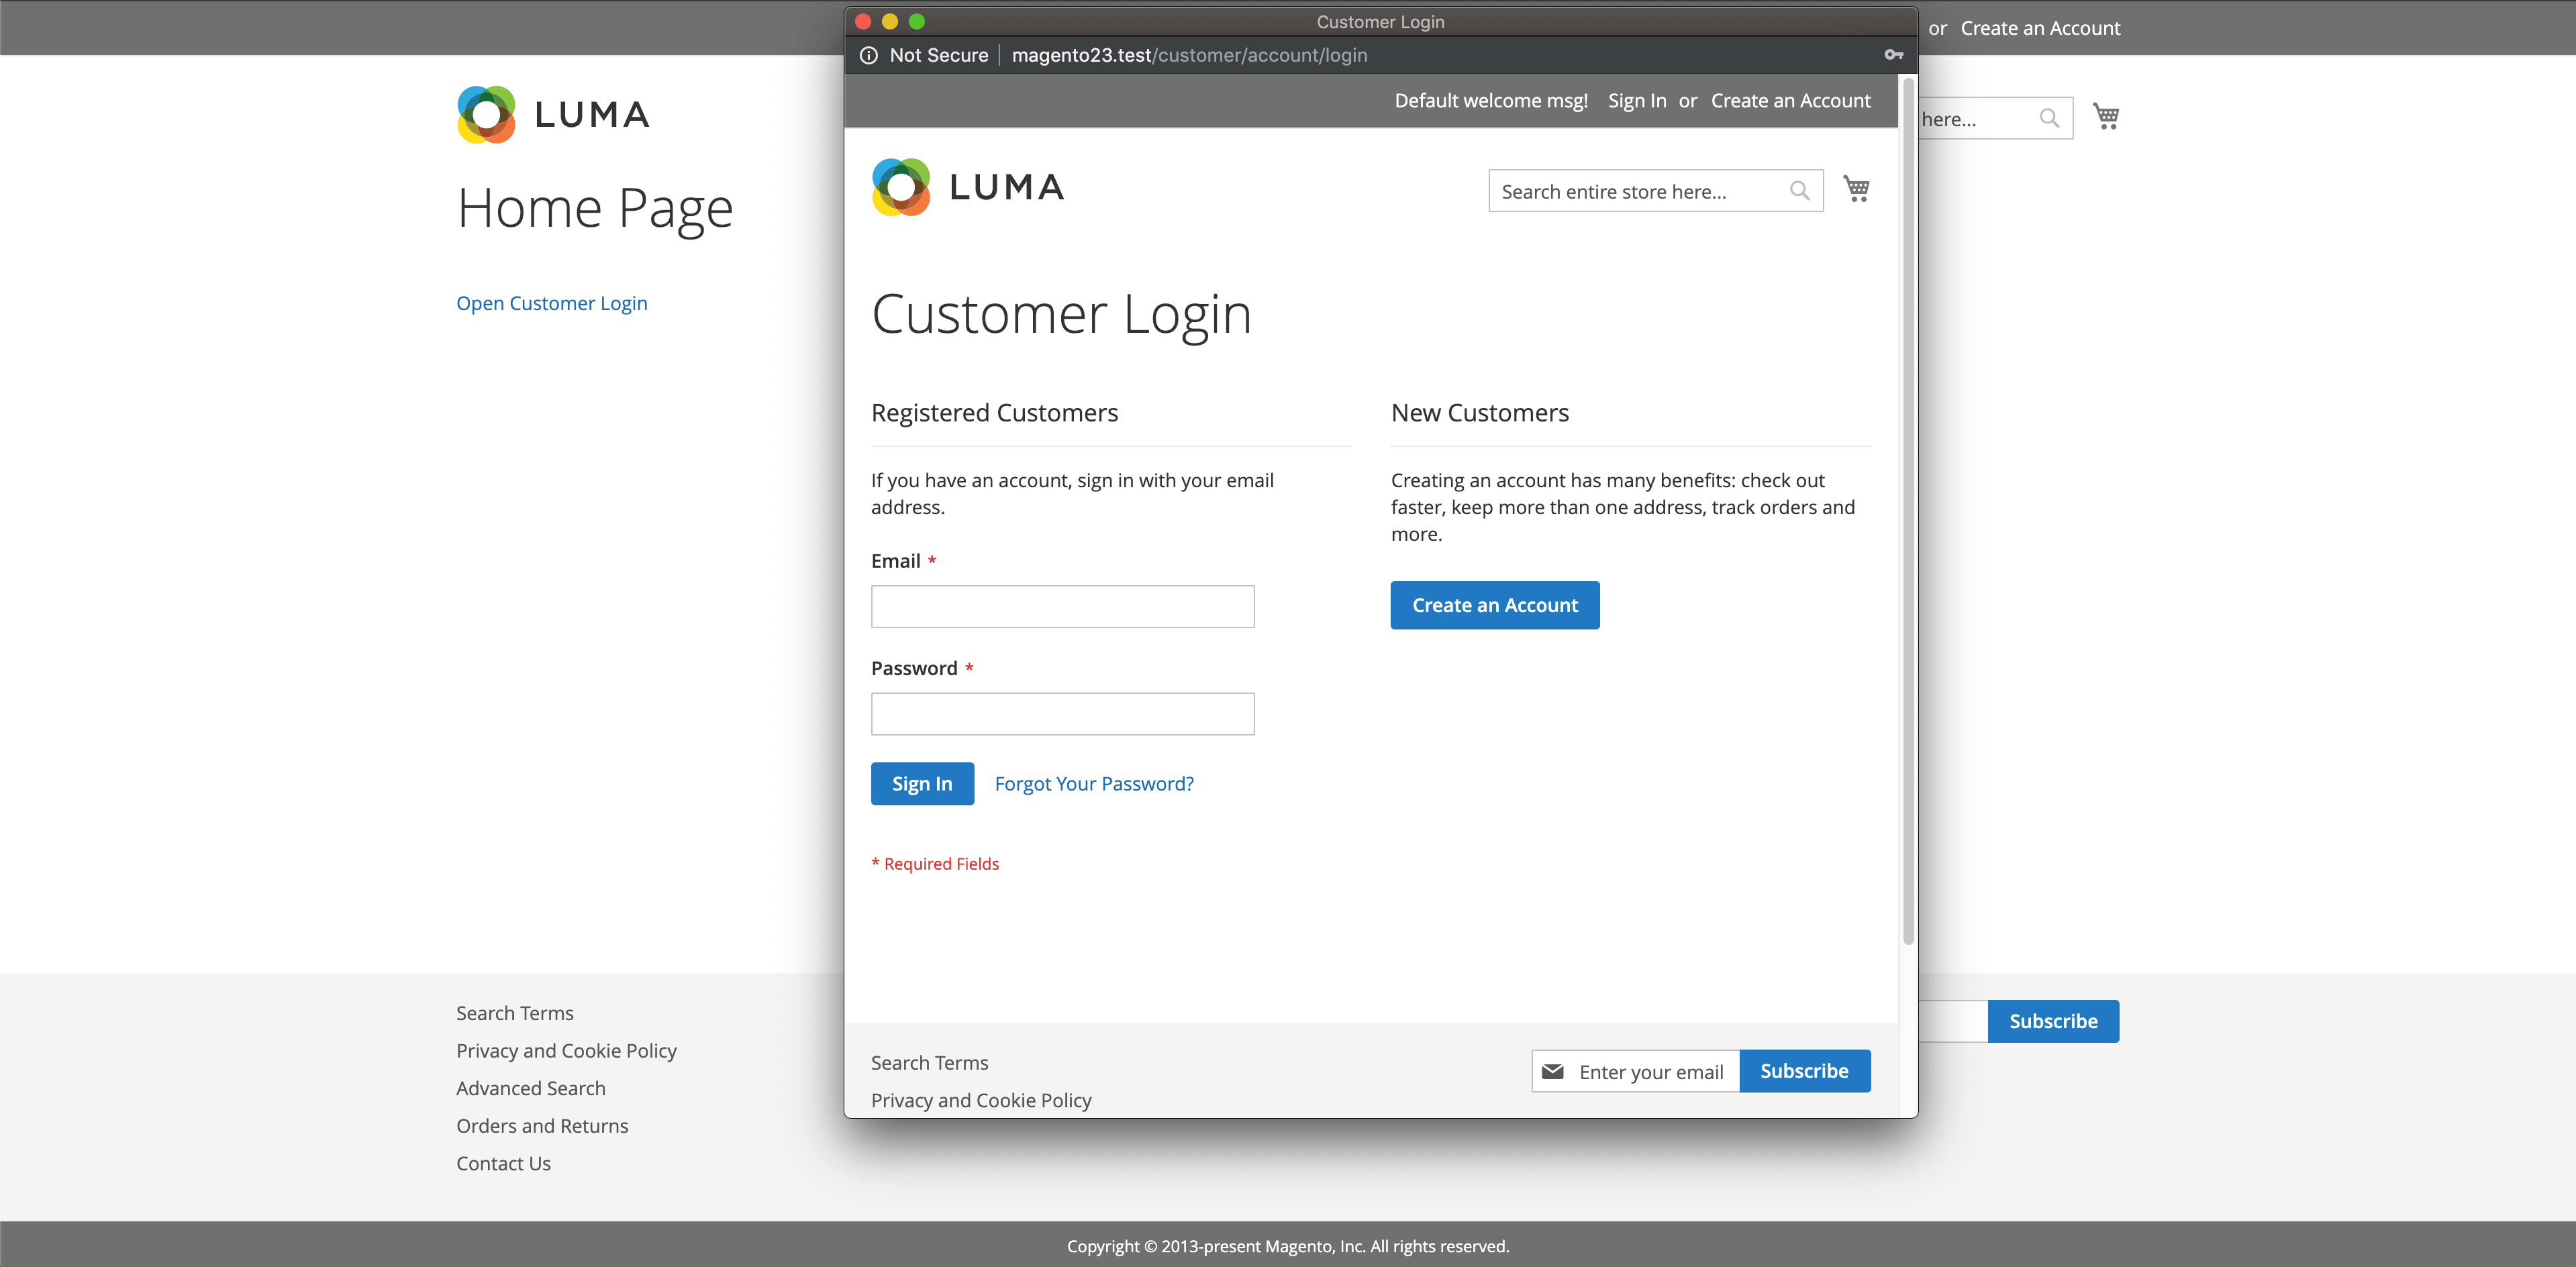 or Create an Account
LUMA
here...
Home Page
Open Customer Login
Customer Login
Not Secure magento23.test/customer/account/login
Default welcome msg! Sign In or Create an Account
LUMA
Search entire store here...
Customer Login
Registered Customers
If you have an account, sign in with your email
address.
Email *
Password *
Sign In Forgot Your Password?
* Required Fields
New Customers
Creating an account has many benefits: check out
faster, keep more than one address, track orders and
more.
Create an Account
Search Terms
Privacy and Cookie Policy
Enter your email Subscribe
Search Terms
Privacy and Cookie Policy
Advanced Search
Orders and Returns
Contact Us
Subscribe
Copyright © 2013-present Magento, Inc. All rights reserved.